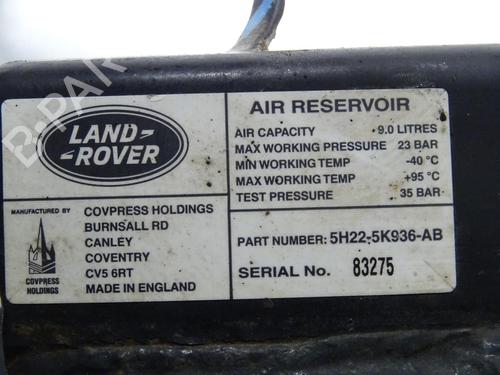 LAND-
-ROVER
MANUFACTURED BY
COVPRESS
HOLDINGS
COVPRESS HOLDINGS
BURNSALL RD
CANLEY
COVENTRY
CV5 6RT
MADE IN ENGLAND
AIR RESERVOIR
AIR CAPACITY 9.0 LITRES
MAX WORKING PRESSURE 23 BAR
MIN WORKING TEMP -40 °C
MAX WORKING TEMP +95 °C
TEST PRESSURE 35 BAR
PART NUMBER: 5H22-5K936-AB
SERIAL No. 83275
B-PARTS